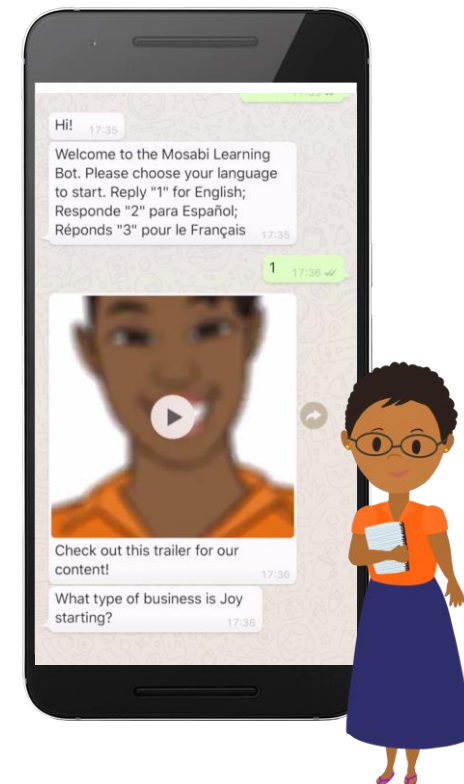 Hi! 17:35
Welcome to the Mosabi Learning
Bot. Please choose your language
to start. Reply "1" for English;
Responde "2" para Español;
Réponds "3" pour le Français 17:35
1 17:36
Check out this trailer for our
content! 17:36
What type of business is Joy
starting? 17:36